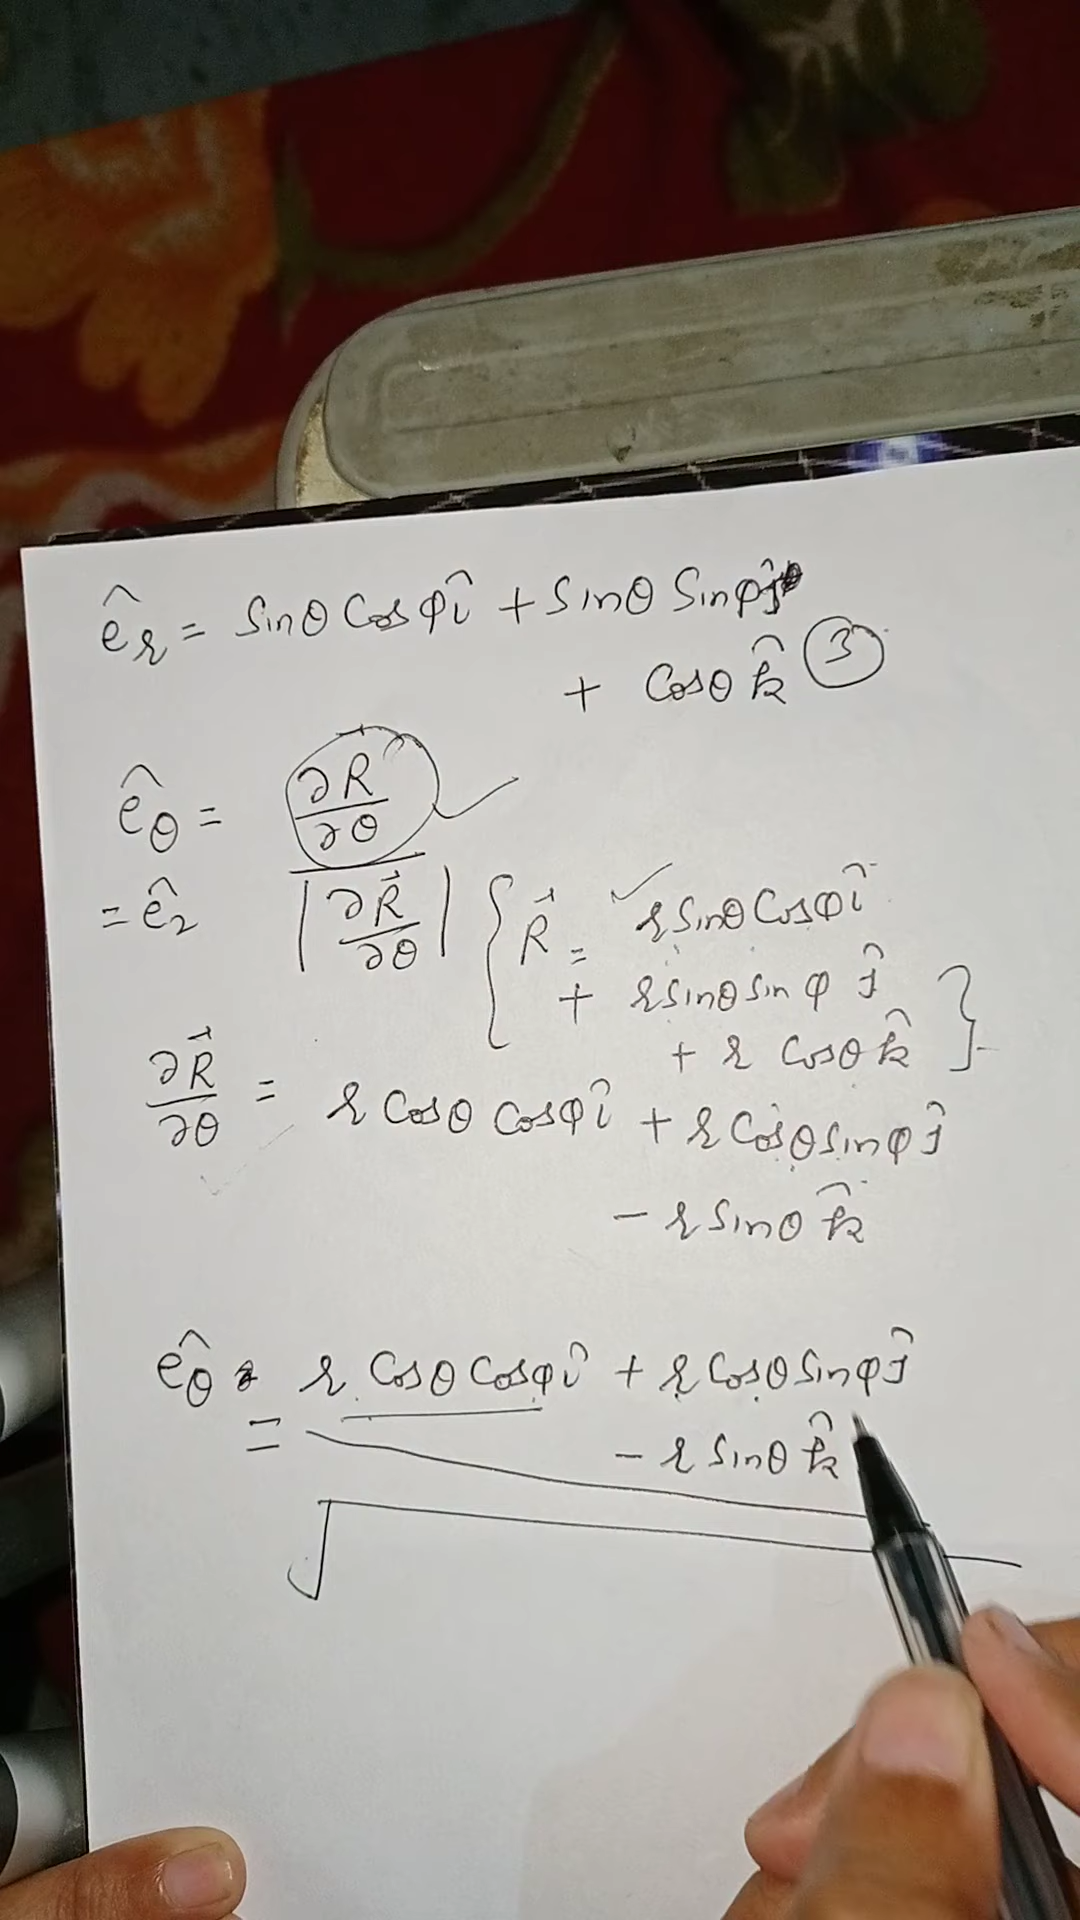 ê_r = Sinθ Cosφ î + Sinθ Sinφ ĵ
+ Cosθ k̂ (3)
ê_θ = ∂R⃗/∂θ
= ê_2 |∂R⃗/∂θ| { R⃗ = r Sinθ Cosφ î
+ r Sinθ Sin φ ĵ
+ r Cosθ k̂ }
∂R⃗/∂θ = r Cosθ Cosφ î + r Cosθ Sinφ ĵ
− r Sinθ k̂
ê_θ = r Cosθ Cosφ î + r Cosθ Sinφ ĵ
= − r Sinθ k̂
√